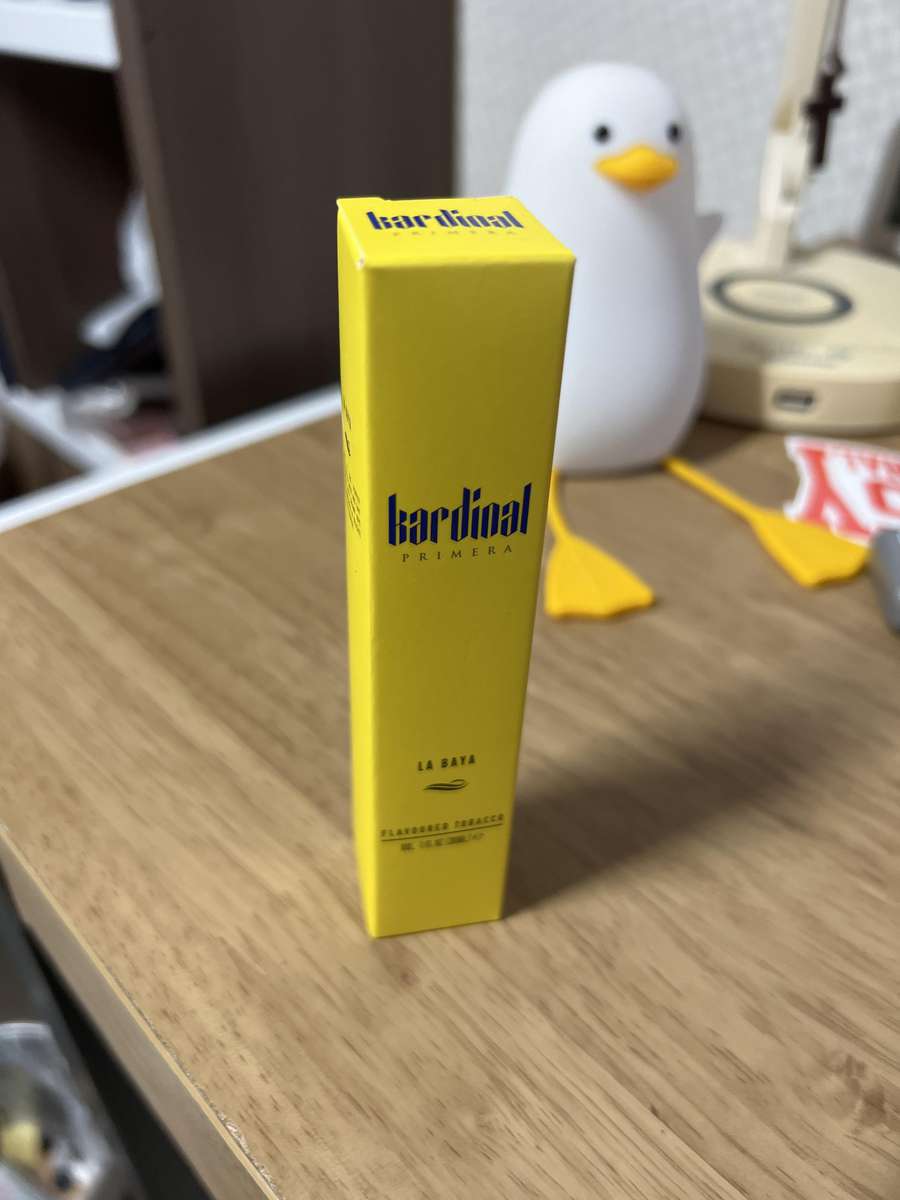 kardinal
PRIMERA
kardinal
PRIMERA
LA BAYA
FLAVOURED TOBACCO